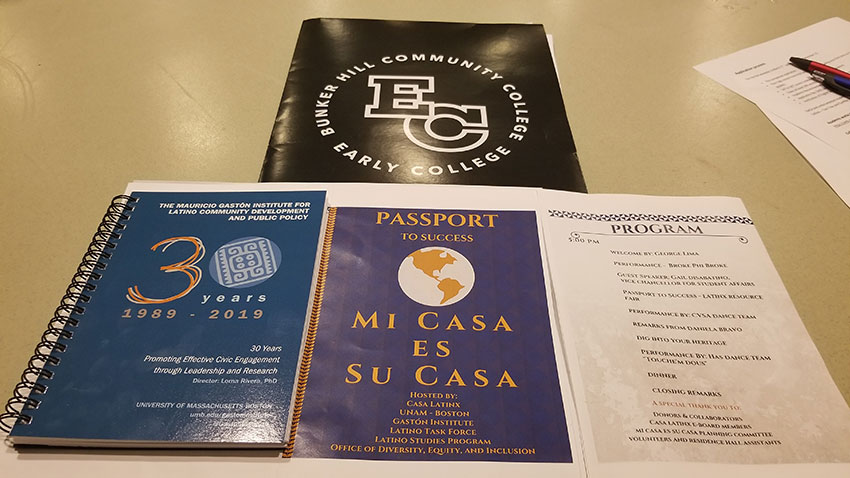 BUNKER HILL COMMUNITY COLLEGE
EC
EARLY COLLEGE
THE MAURICIO GASTÓN INSTITUTE FOR
LATINO COMMUNITY DEVELOPMENT
AND PUBLIC POLICY
30
years
1989 - 2019
30 Years
Promoting Effective Civic Engagement
through Leadership and Research
Director: Lorna Rivera, PhD
UNIVERSITY OF MASSACHUSETTS BOSTON
PASSPORT
TO SUCCESS
MI CASA
ES
SU CASA
HOSTED BY:
CASA LATINX
UNAM - BOSTON
GASTÓN INSTITUTE
LATINO TASK FORCE
LATINO STUDIES PROGRAM
OFFICE OF DIVERSITY, EQUITY, AND INCLUSION
PROGRAM
5:00 PM
WELCOME BY: GEORGE LIMA
PERFORMANCE - BROKE PHI BROKE
GUEST SPEAKER: GAIL DISABATINO,
VICE CHANCELLOR FOR STUDENT AFFAIRS
PASSPORT TO SUCCESS - LATINX RESOURCE
FAIR
PERFORMANCE BY: CVSA DANCE TEAM
REMARKS FROM DANIELA BRAVO
DIG INTO YOUR HERITAGE
PERFORMANCE BY: HAS DANCE TEAM
"TOUCHE'M DOUS"
DINNER
CLOSING REMARKS
A SPECIAL THANK YOU TO:
DONORS & COLLABORATORS
CASA LATINX E-BOARD MEMBERS
MI CASA ES SU CASA PLANNING COMMITTEE
VOLUNTEERS AND RESIDENCE HALL ASSISTANTS